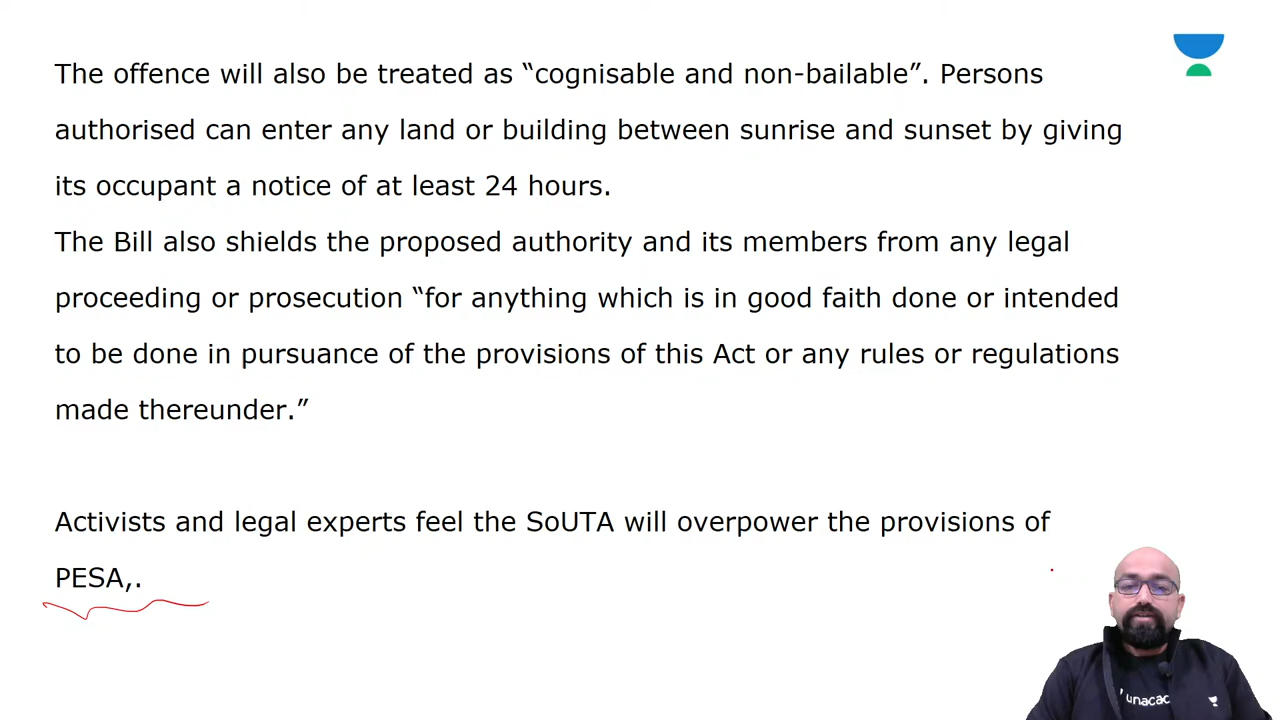 The offence will also be treated as “cognisable and non-bailable”. Persons
authorised can enter any land or building between sunrise and sunset by giving
its occupant a notice of at least 24 hours.
The Bill also shields the proposed authority and its members from any legal
proceeding or prosecution “for anything which is in good faith done or intended
to be done in pursuance of the provisions of this Act or any rules or regulations
made thereunder.”
Activists and legal experts feel the SoUTA will overpower the provisions of
PESA,.